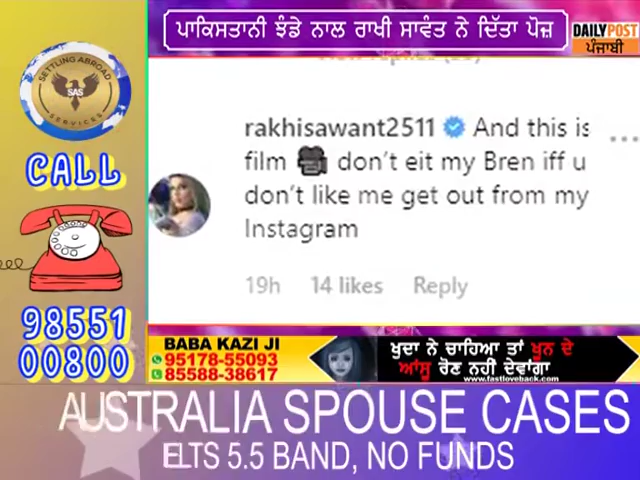 ਪਾਕਿਸਤਾਨੀ ਝੰਡੇ ਨਾਲ ਰਾਖੀ ਸਾਵੰਤ ਨੇ ਦਿੱਤਾ ਪੋਜ਼
DAILY POST
ਪੰਜਾਬੀ
SETTLING ABROAD
SAS
SERVICES
CALL
98551
00800
rakhisawant2511 And this is
film 🎥 don't eit my Bren iff u
don't like me get out from my
Instagram
19h 14 likes Reply
BABA KAZI JI
95178-55093
85588-38617
ਖੁਦਾ ਨੇ ਚਾਹਿਆ ਤਾਂ ਖੂਨ ਦੇ
ਆਂਸੂ ਰੋਣ ਨਹੀਂ ਦੇਵਾਂਗਾ
www.fastloveback.com
AUSTRALIA SPOUSE CASES
IELTS 5.5 BAND, NO FUNDS